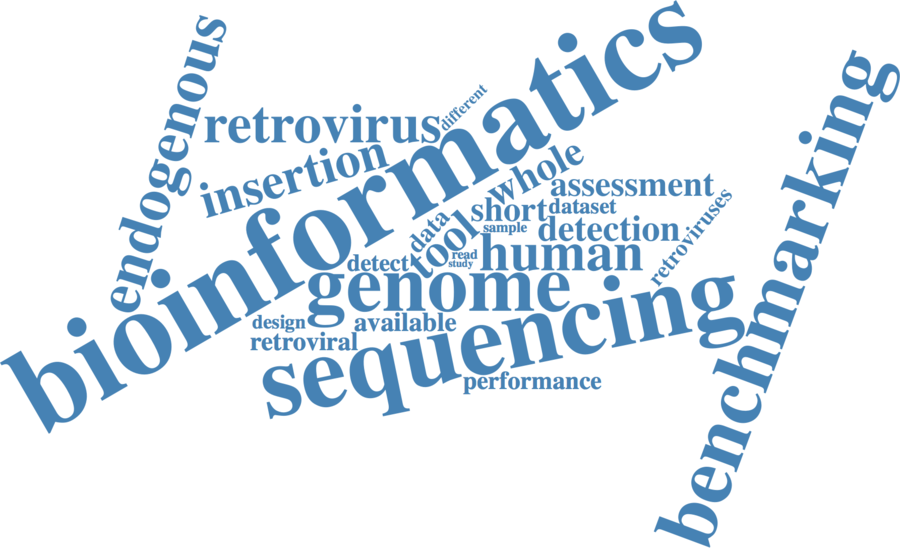 endogenous
retrovirus
different
bioinformatics
insertion
whole
benchmarking
assessment
short
dataset
data
tool
sample
detection
retroviruses
detect
read
study
human
genome
design
available
retroviral
sequencing
performance